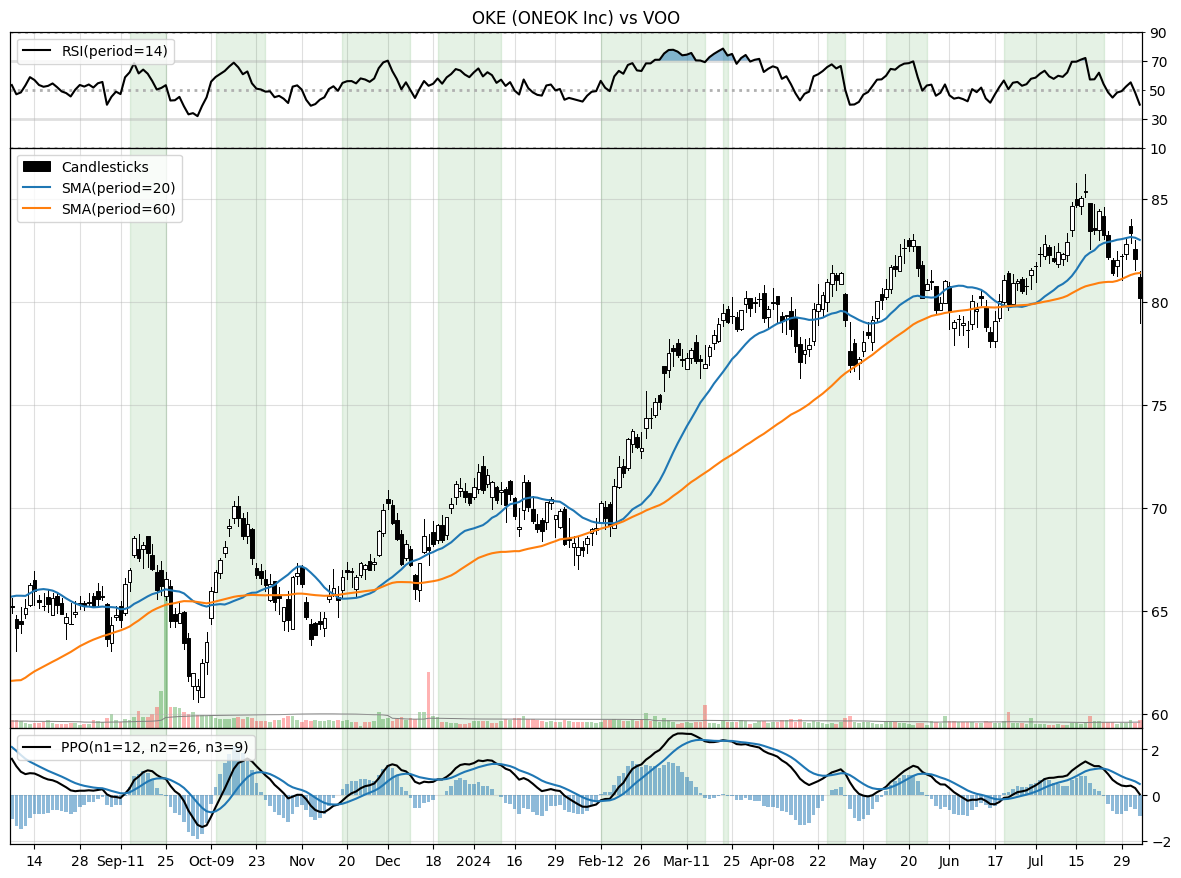 OKE (ONEOK Inc) vs VOO
RSI(period=14)
90
70
50
30
10
Candlesticks
SMA(period=20)
SMA(period=60)
85
80
75
70
65
60
PPO(n1=12, n2=26, n3=9)
2
0
−2
14 28 Sep-11 25 Oct-09 23 Nov 20 Dec 18 2024 16 29 Feb-12 26 Mar-11 25 Apr-08 22 May 20 Jun 17 Jul 15 29